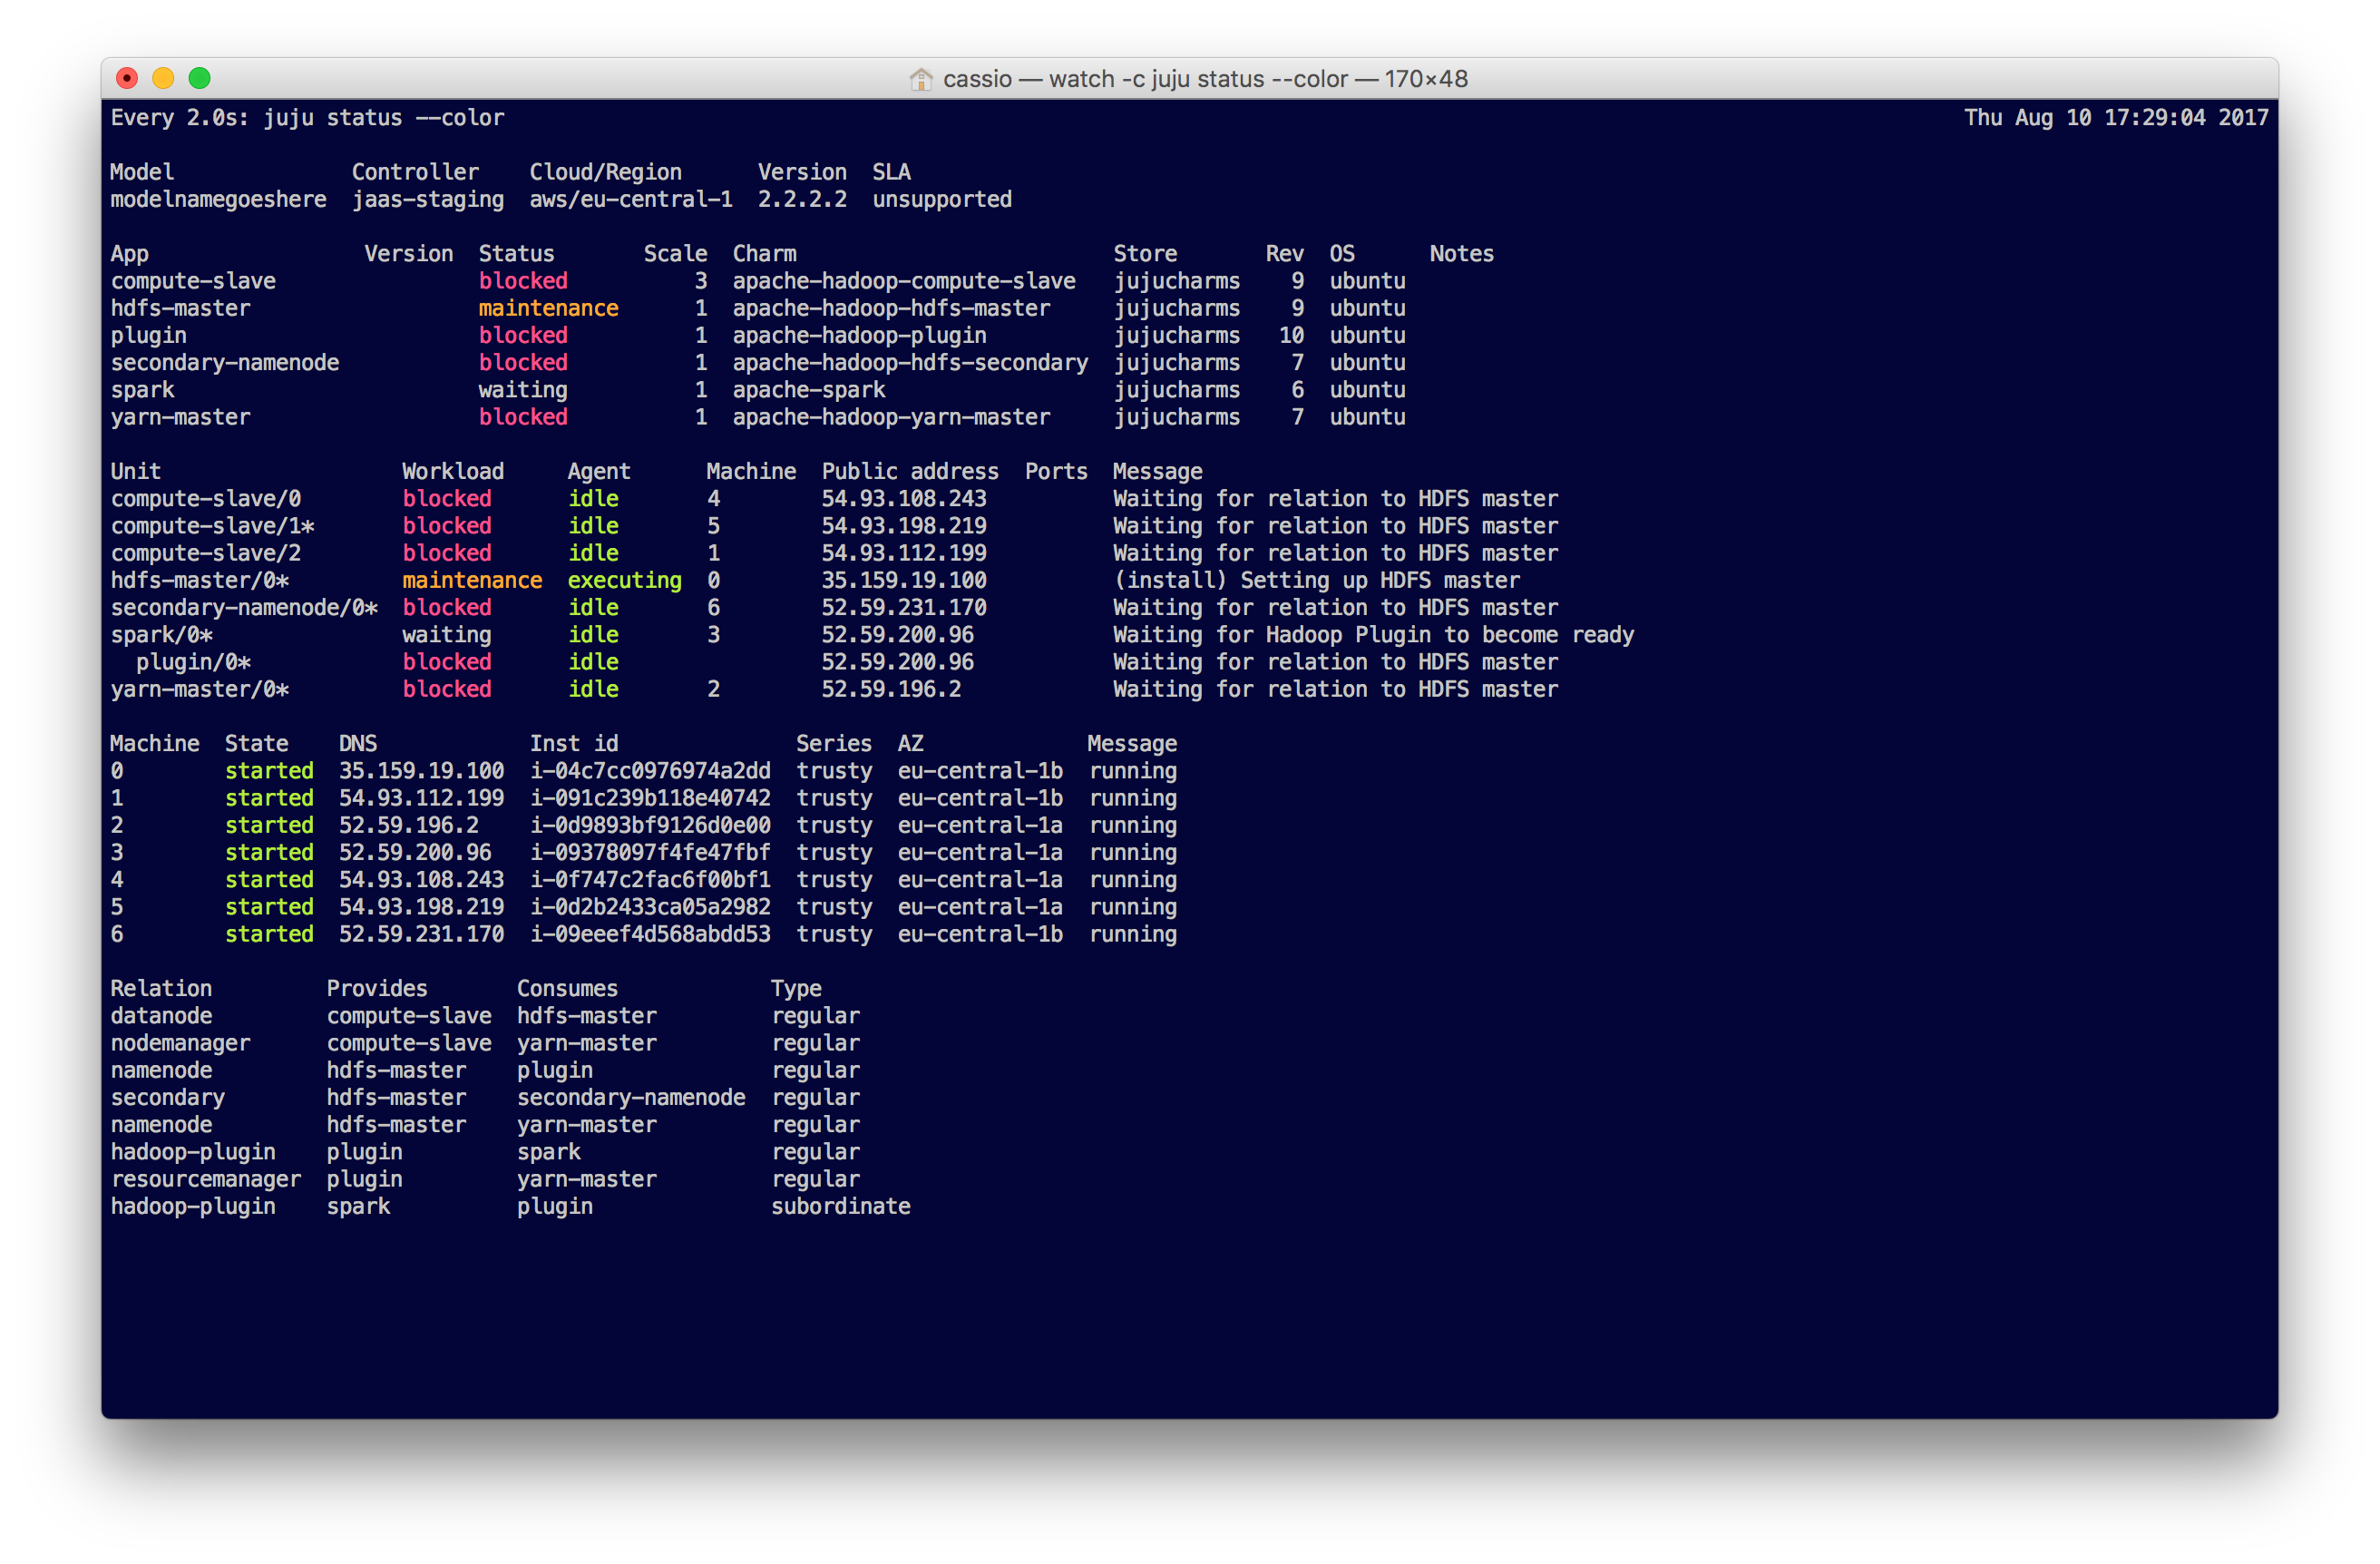 cassio — watch -c juju status --color — 170×48
Every 2.0s: juju status --color Thu Aug 10 17:29:04 2017
Model Controller Cloud/Region Version SLA
modelnamegoeshere jaas-staging aws/eu-central-1 2.2.2.2 unsupported
App Version Status Scale Charm Store Rev OS Notes
compute-slave blocked 3 apache-hadoop-compute-slave jujucharms 9 ubuntu
hdfs-master maintenance 1 apache-hadoop-hdfs-master jujucharms 9 ubuntu
plugin blocked 1 apache-hadoop-plugin jujucharms 10 ubuntu
secondary-namenode blocked 1 apache-hadoop-hdfs-secondary jujucharms 7 ubuntu
spark waiting 1 apache-spark jujucharms 6 ubuntu
yarn-master blocked 1 apache-hadoop-yarn-master jujucharms 7 ubuntu
Unit Workload Agent Machine Public address Ports Message
compute-slave/0 blocked idle 4 54.93.108.243 Waiting for relation to HDFS master
compute-slave/1* blocked idle 5 54.93.198.219 Waiting for relation to HDFS master
compute-slave/2 blocked idle 1 54.93.112.199 Waiting for relation to HDFS master
hdfs-master/0* maintenance executing 0 35.159.19.100 (install) Setting up HDFS master
secondary-namenode/0* blocked idle 6 52.59.231.170 Waiting for relation to HDFS master
spark/0* waiting idle 3 52.59.200.96 Waiting for Hadoop Plugin to become ready
plugin/0* blocked idle 52.59.200.96 Waiting for relation to HDFS master
yarn-master/0* blocked idle 2 52.59.196.2 Waiting for relation to HDFS master
Machine State DNS Inst id Series AZ Message
0 started 35.159.19.100 i-04c7cc0976974a2dd trusty eu-central-1b running
1 started 54.93.112.199 i-091c239b118e40742 trusty eu-central-1b running
2 started 52.59.196.2 i-0d9893bf9126d0e00 trusty eu-central-1a running
3 started 52.59.200.96 i-09378097f4fe47fbf trusty eu-central-1a running
4 started 54.93.108.243 i-0f747c2fac6f00bf1 trusty eu-central-1a running
5 started 54.93.198.219 i-0d2b2433ca05a2982 trusty eu-central-1a running
6 started 52.59.231.170 i-09eeef4d568abdd53 trusty eu-central-1b running
Relation Provides Consumes Type
datanode compute-slave hdfs-master regular
nodemanager compute-slave yarn-master regular
namenode hdfs-master plugin regular
secondary hdfs-master secondary-namenode regular
namenode hdfs-master yarn-master regular
hadoop-plugin plugin spark regular
resourcemanager plugin yarn-master regular
hadoop-plugin spark plugin subordinate